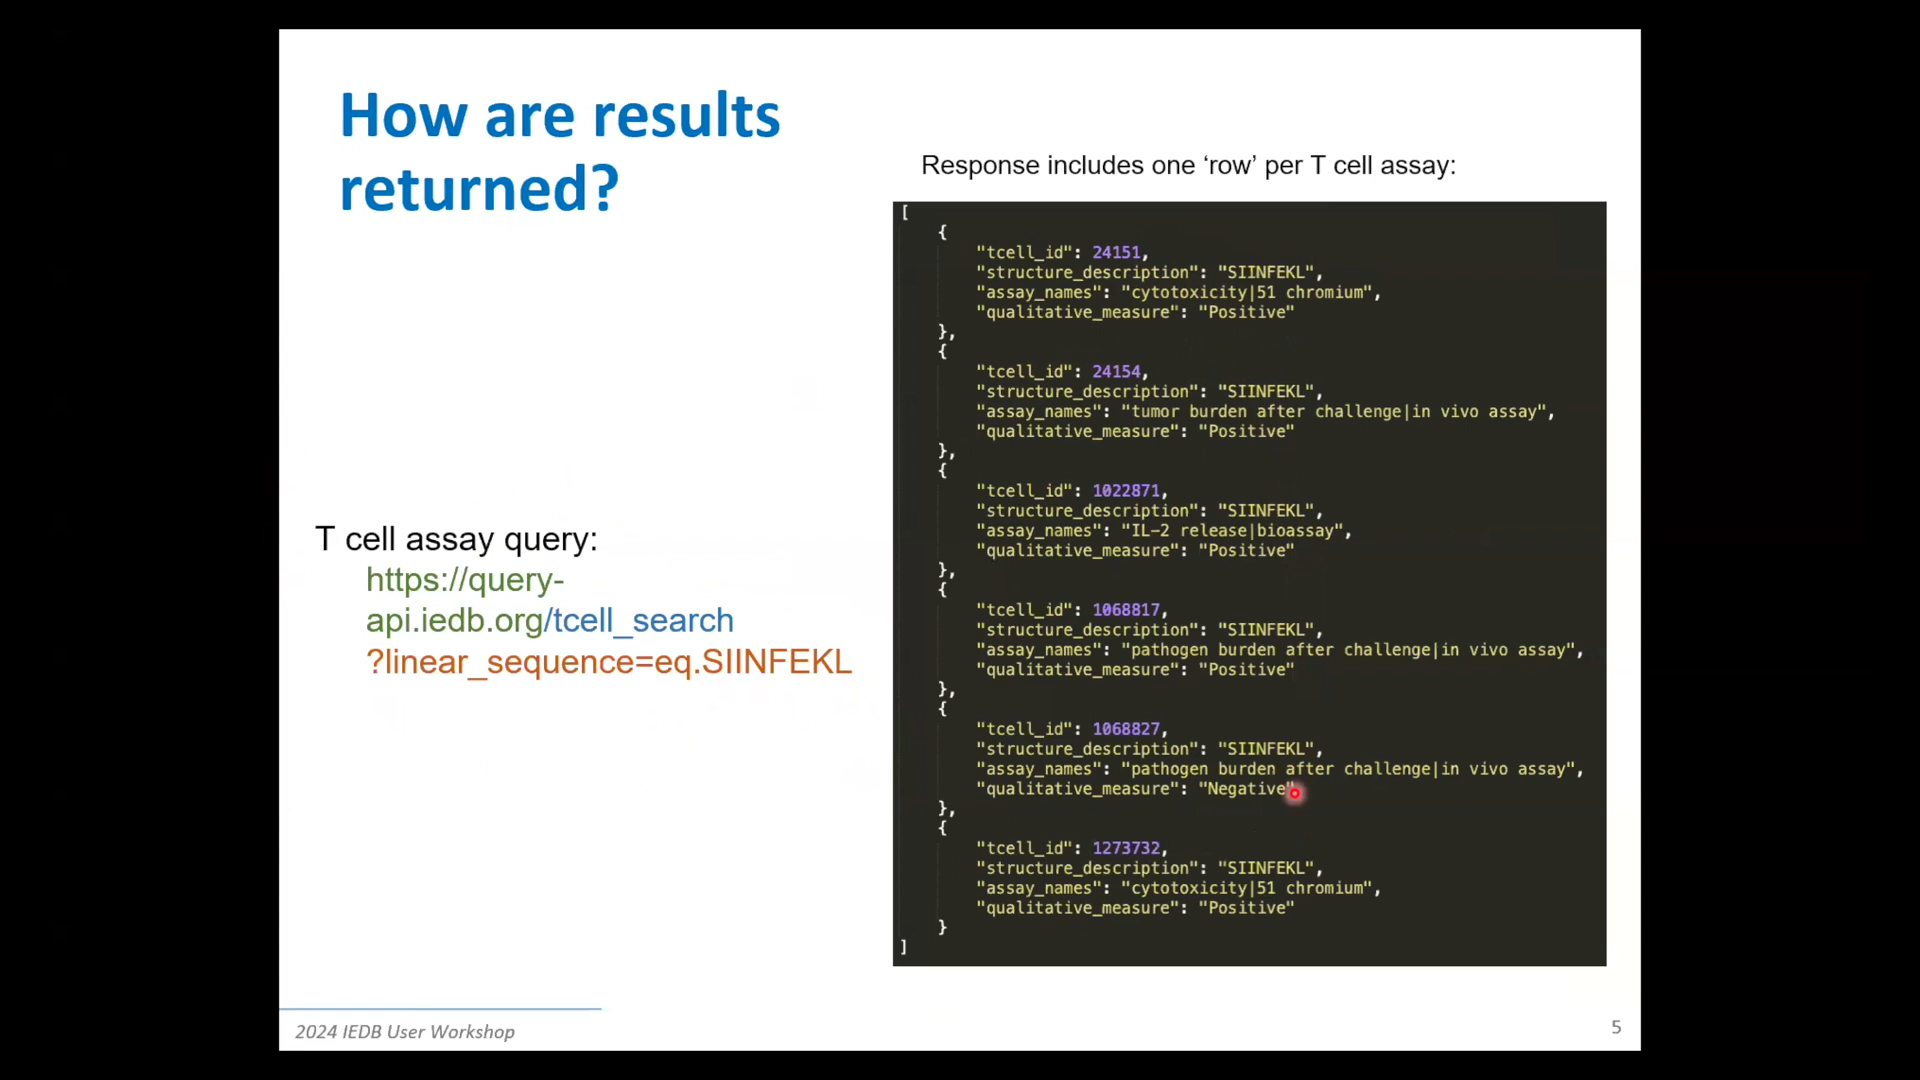 How are results
returned?
Response includes one ‘row’ per T cell assay:
T cell assay query:
https://query-
api.iedb.org/tcell_search
?linear_sequence=eq.SIINFEKL
[
{
"tcell_id": 24151,
"structure_description": "SIINFEKL",
"assay_names": "cytotoxicity|51 chromium",
"qualitative_measure": "Positive"
},
{
"tcell_id": 24154,
"structure_description": "SIINFEKL",
"assay_names": "tumor burden after challenge|in vivo assay",
"qualitative_measure": "Positive"
},
{
"tcell_id": 1022871,
"structure_description": "SIINFEKL",
"assay_names": "IL-2 release|bioassay",
"qualitative_measure": "Positive"
},
{
"tcell_id": 1068817,
"structure_description": "SIINFEKL",
"assay_names": "pathogen burden after challenge|in vivo assay",
"qualitative_measure": "Positive"
},
{
"tcell_id": 1068827,
"structure_description": "SIINFEKL",
"assay_names": "pathogen burden after challenge|in vivo assay",
"qualitative_measure": "Negative"
},
{
"tcell_id": 1273732,
"structure_description": "SIINFEKL",
"assay_names": "cytotoxicity|51 chromium",
"qualitative_measure": "Positive"
}
]
2024 IEDB User Workshop
5